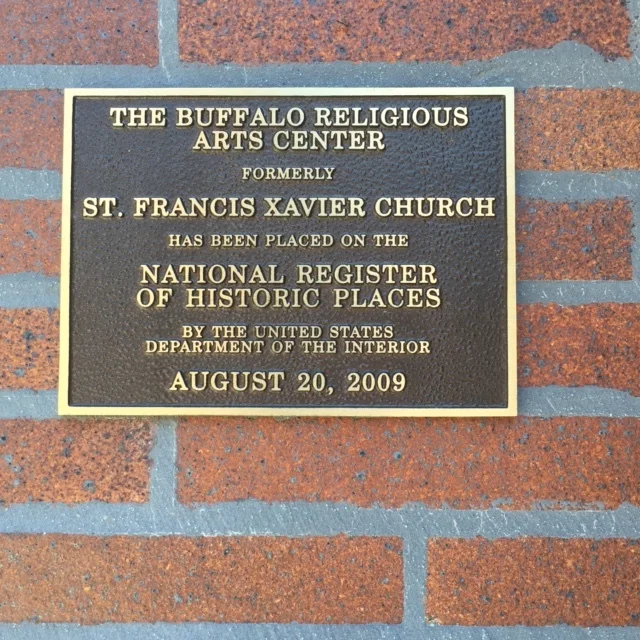 THE BUFFALO RELIGIOUS
ARTS CENTER
FORMERLY
ST. FRANCIS XAVIER CHURCH
HAS BEEN PLACED ON THE
NATIONAL REGISTER
OF HISTORIC PLACES
BY THE UNITED STATES
DEPARTMENT OF THE INTERIOR
AUGUST 20, 2009